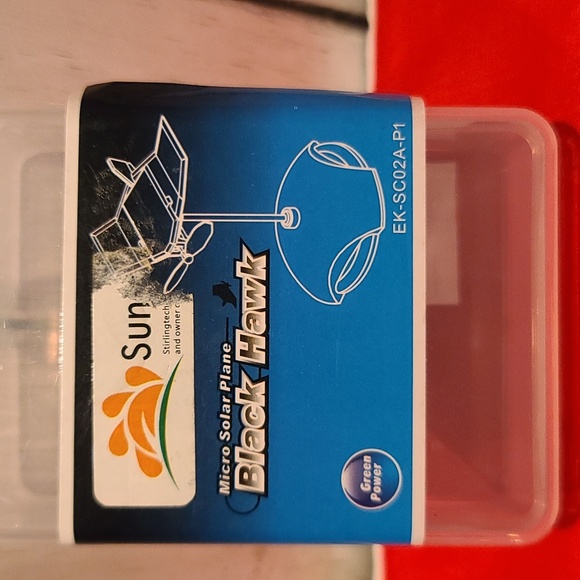 Sun
Stirlingtech
and owner
Micro Solar Plane
Black Hawk
Green
Power
EK-SC02A-P1